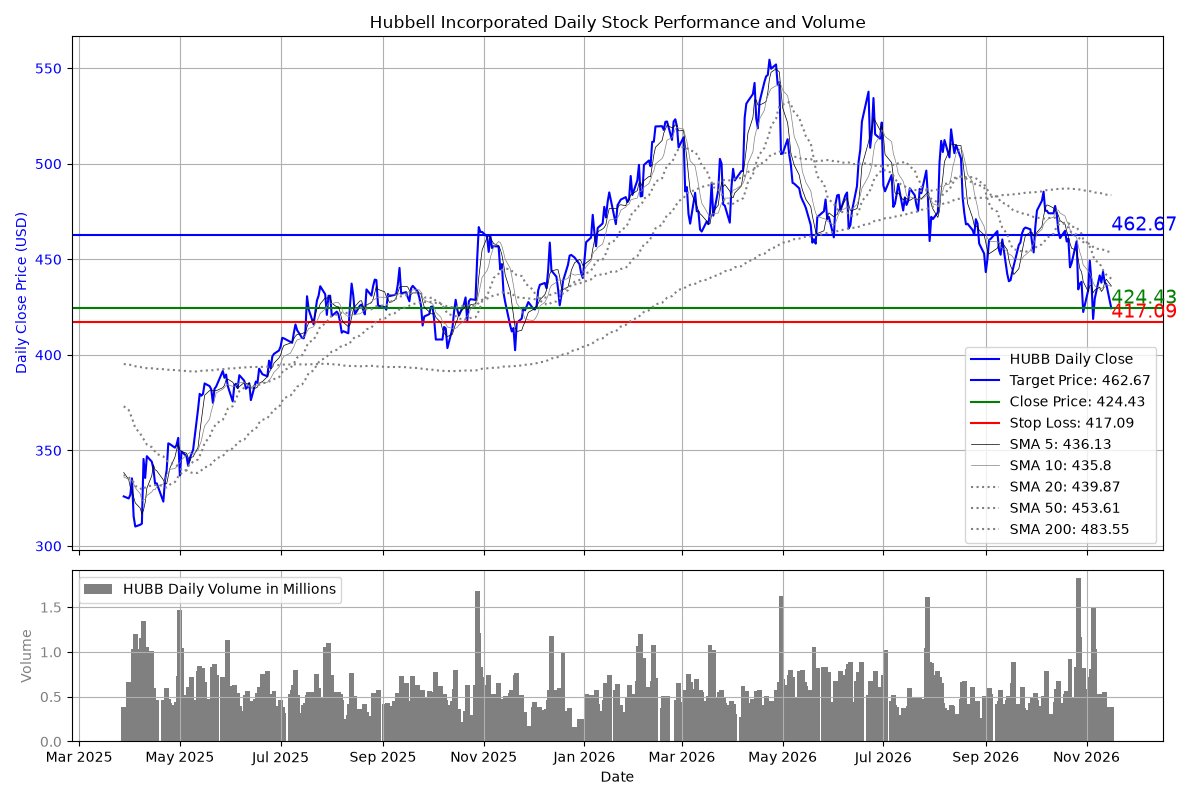 Hubbell Incorporated Daily Stock Performance and Volume
Daily Close Price (USD)
550
500
450
400
350
300
462.67
424.43
417.09
HUBB Daily Close
Target Price: 462.67
Close Price: 424.43
Stop Loss: 417.09
SMA 5: 436.13
SMA 10: 435.8
SMA 20: 439.87
SMA 50: 453.61
SMA 200: 483.55
HUBB Daily Volume in Millions
Volume
1.5
1.0
0.5
0.0
Mar 2025 May 2025 Jul 2025 Sep 2025 Nov 2025 Jan 2026 Mar 2026 May 2026 Jul 2026 Sep 2026 Nov 2026
Date